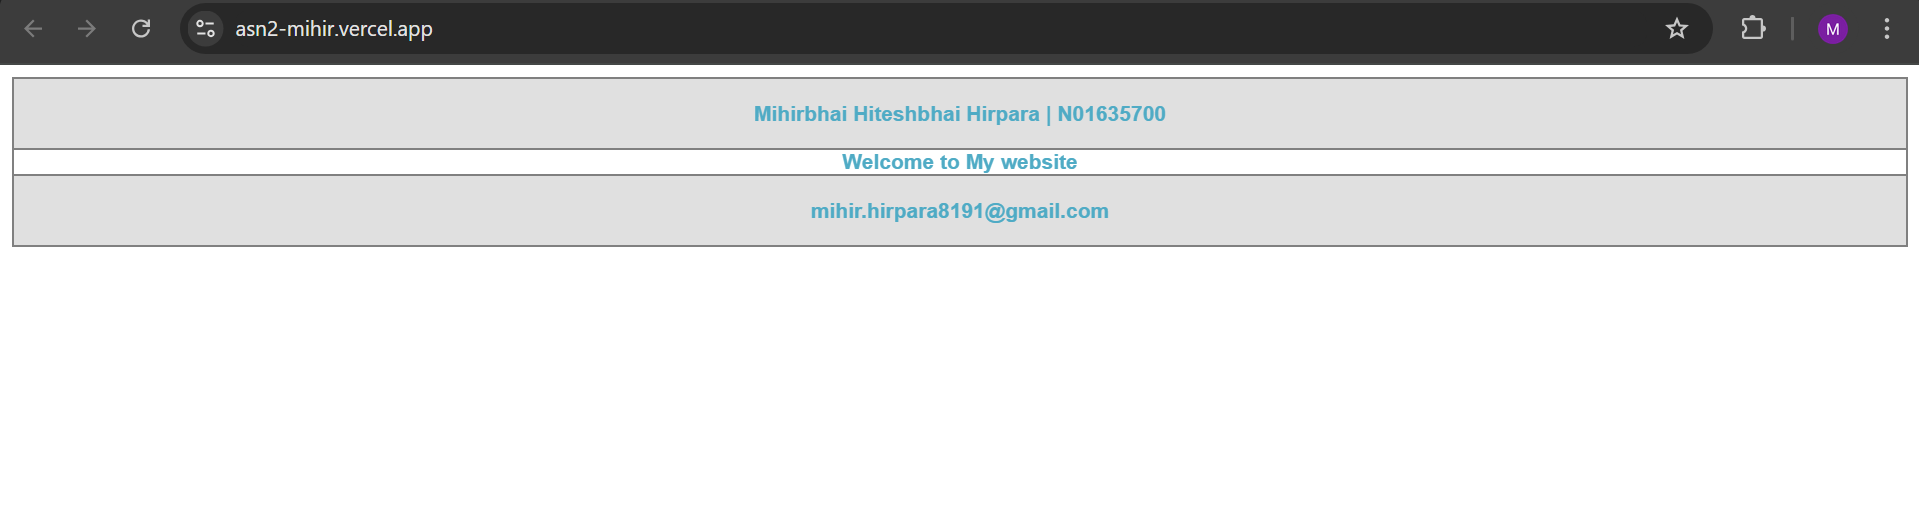 asn2-mihir.vercel.app
M
Mihirbhai Hiteshbhai Hirpara | N01635700
Welcome to My website
mihir.hirpara8191@gmail.com